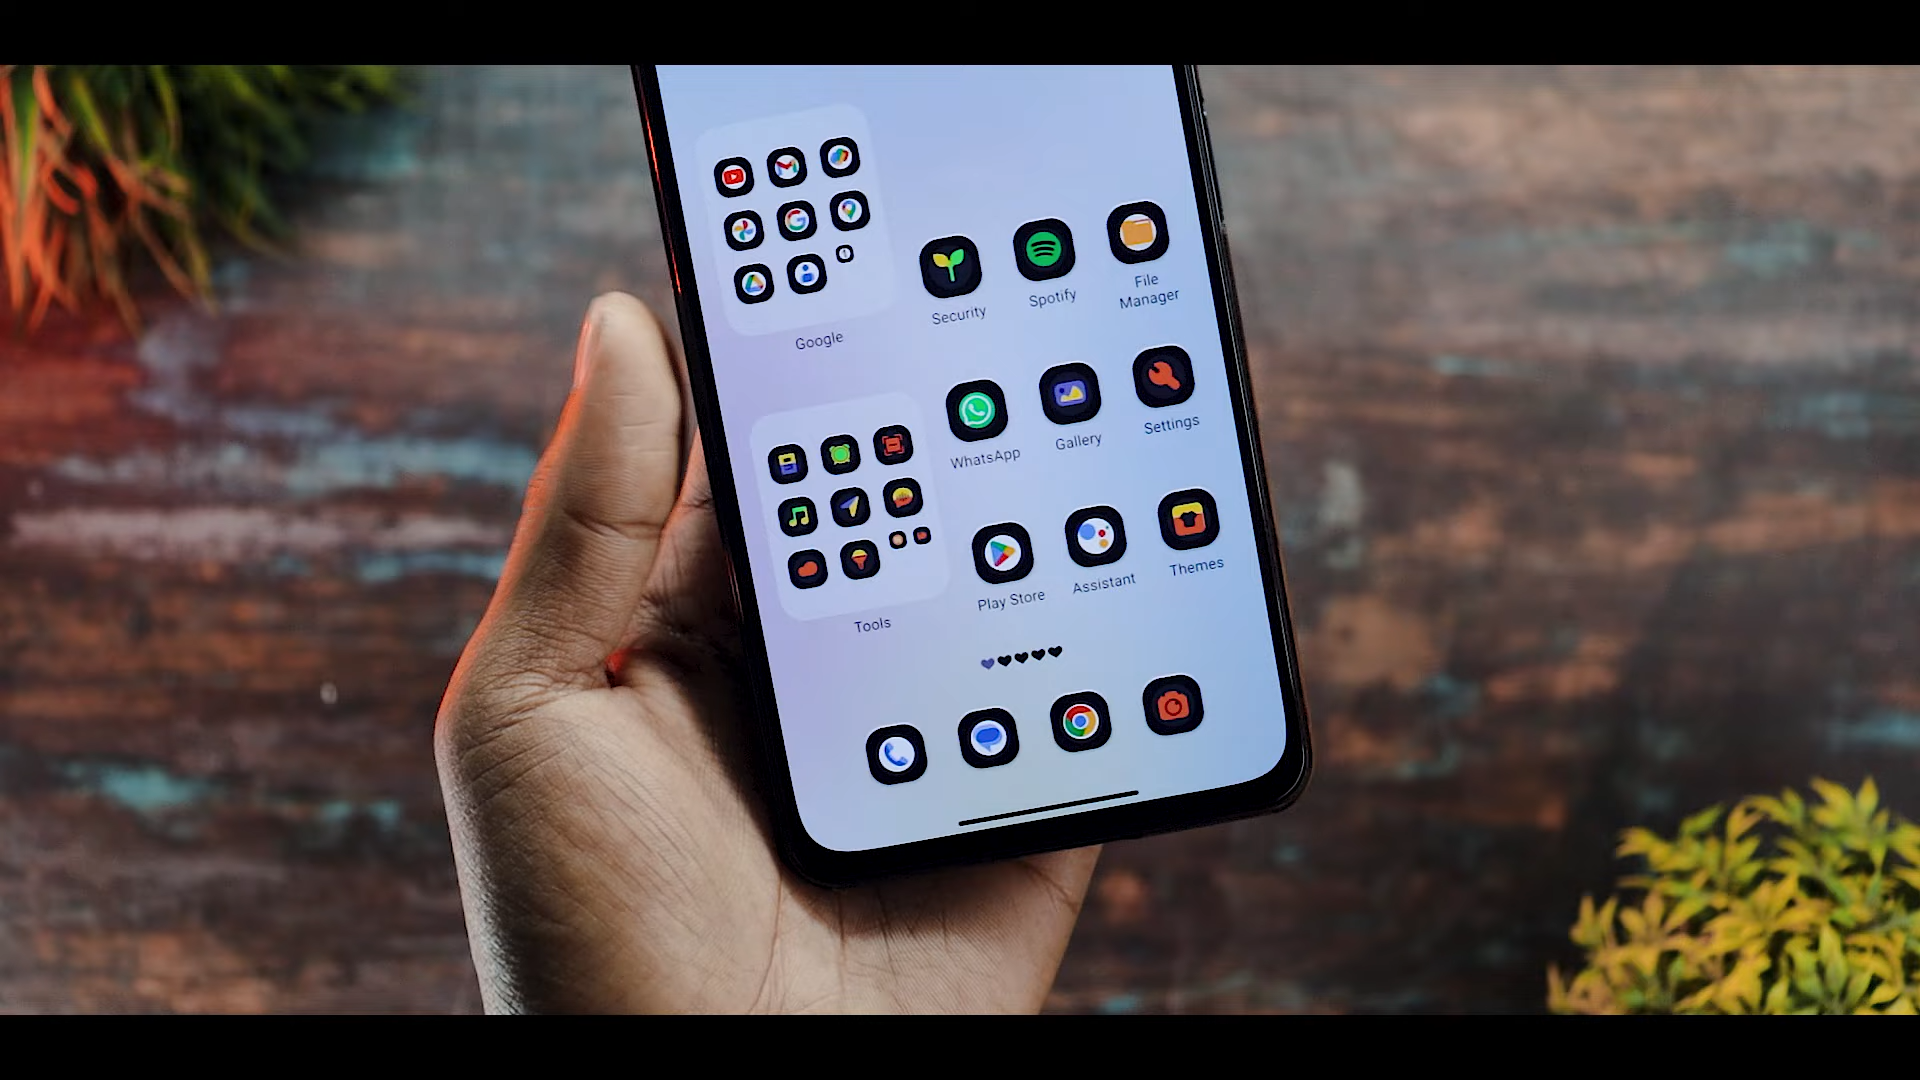 Google
Security
Spotify
File
Manager
Tools
WhatsApp
Gallery
Settings
Play Store
Assistant
Themes